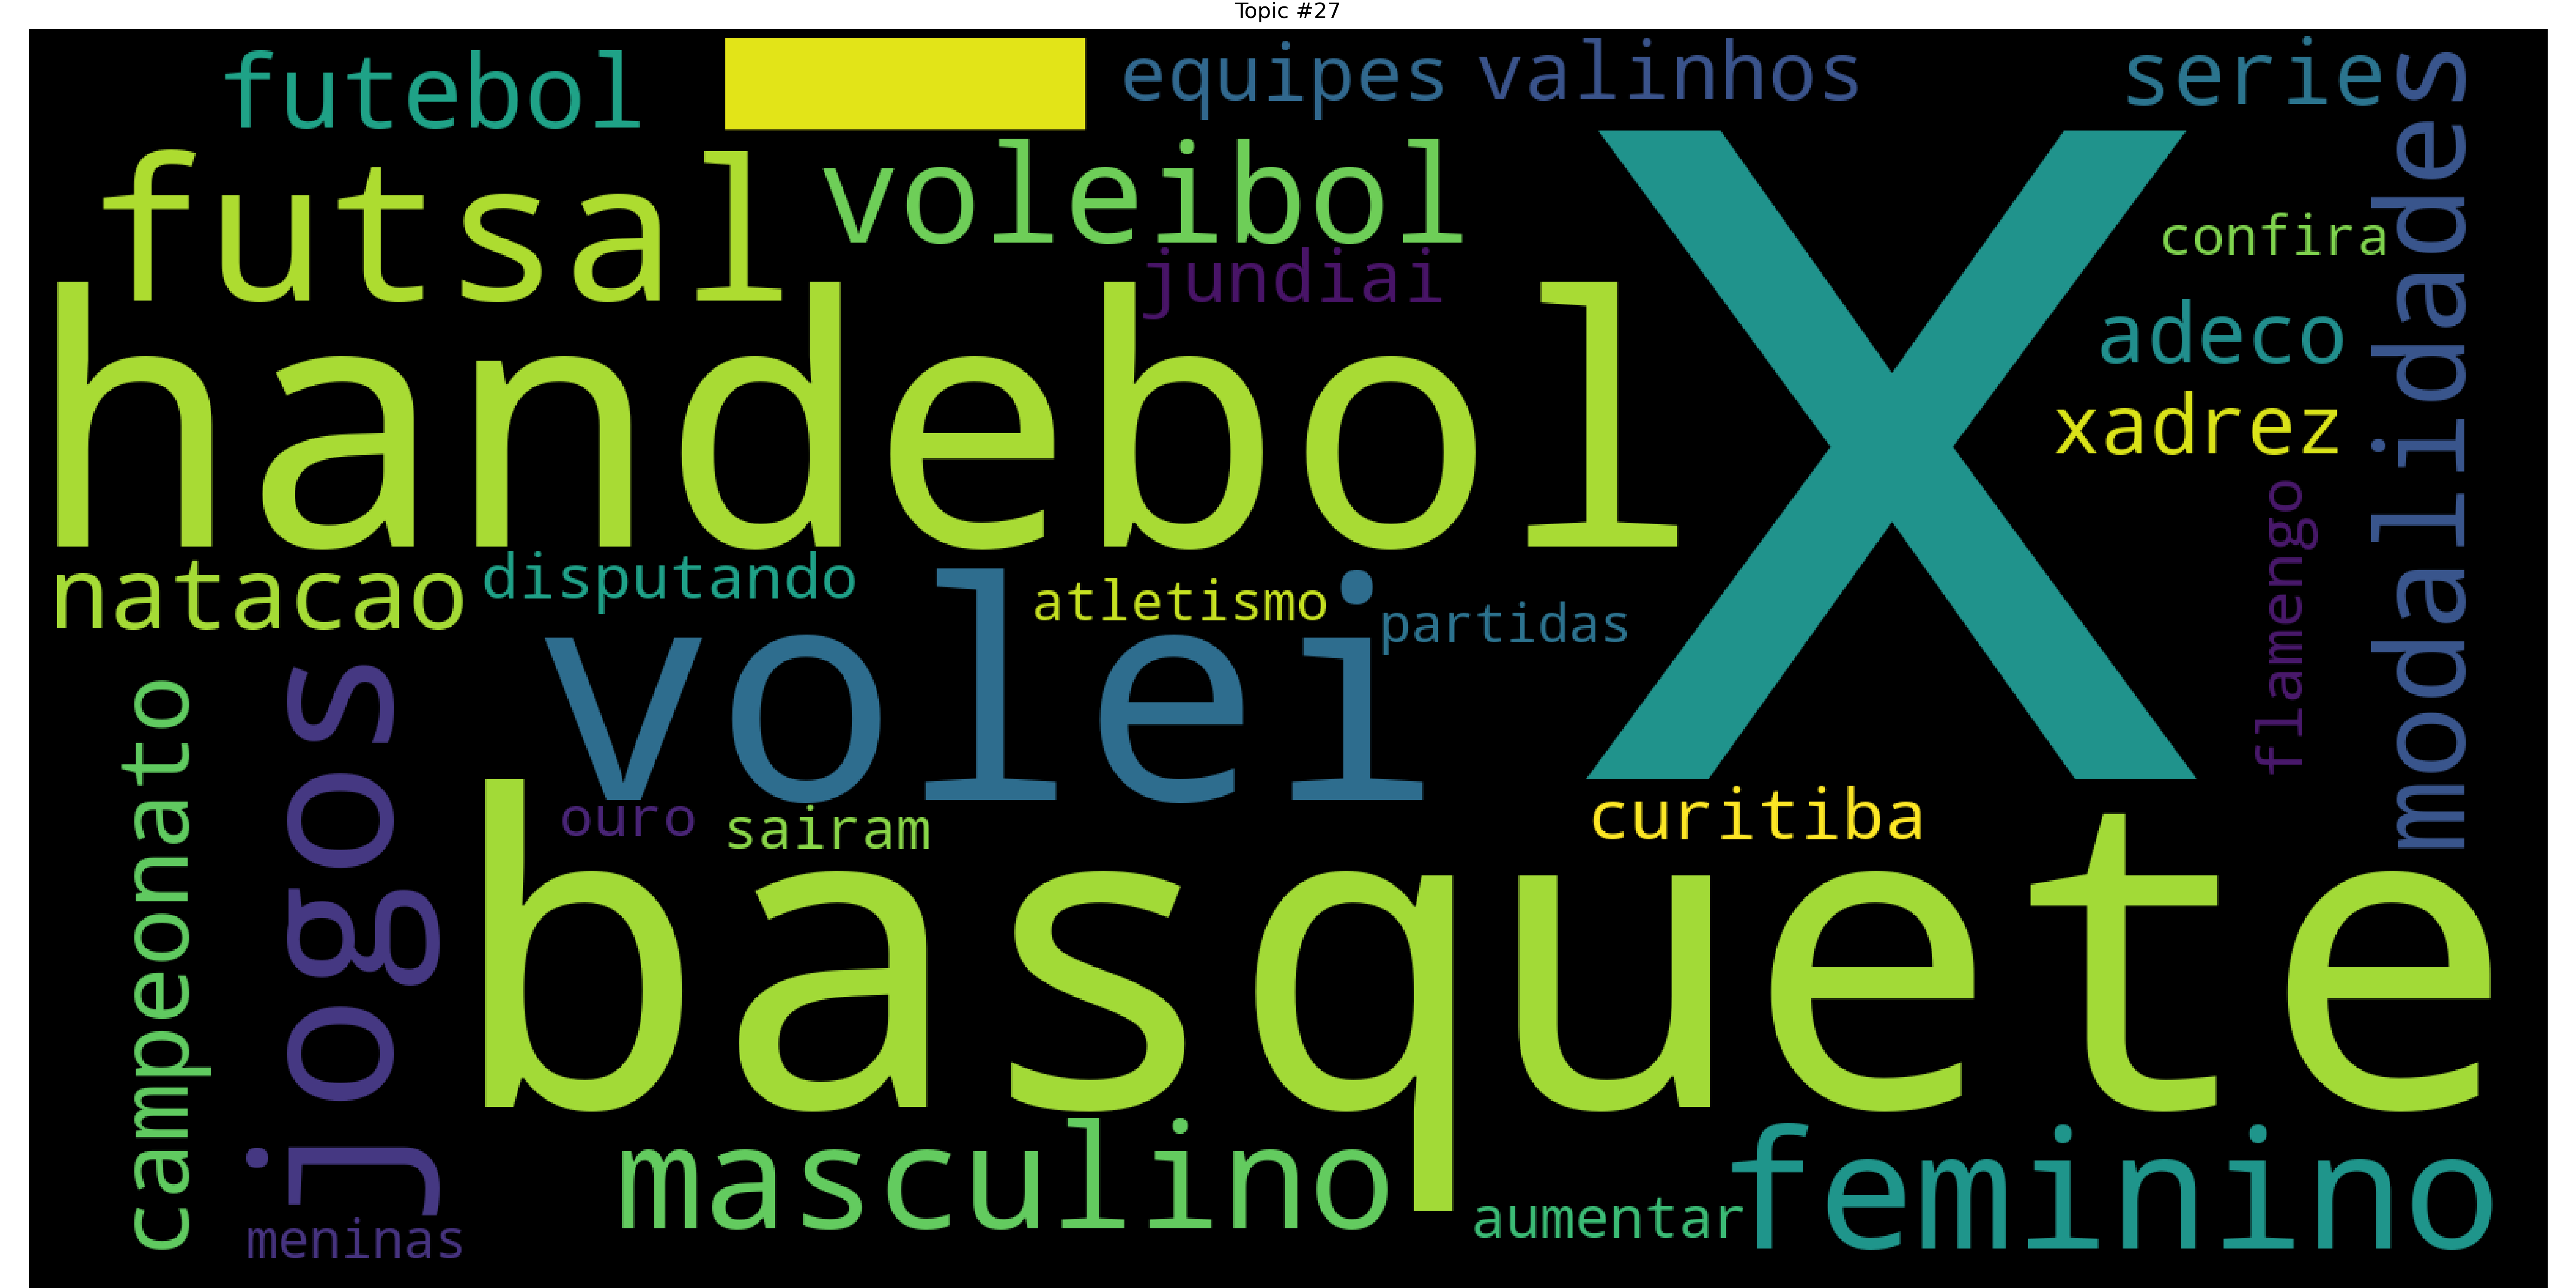 Topic #27
futebol
equipes
valinhos
series
modalidades
futsal
voleibol
X
confira
jundiai
handebol
adeco
xadrez
flamengo
natacao
disputando
atletismo
partidas
volei
campeonato
jogos
ouro
sairam
curitiba
basquete
masculino
feminino
aumentar
meninas